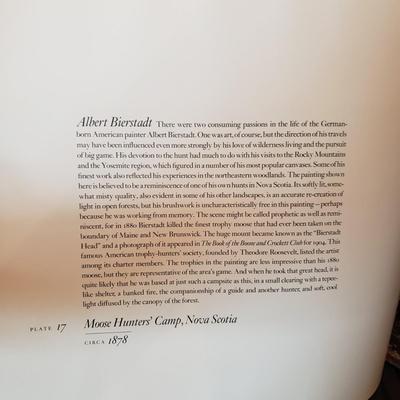 Albert Bierstadt There were two consuming passions in the life of the German-
born American painter Albert Bierstadt. One was art, of course, but the direction of his travels
may have been influenced even more strongly by his love of wilderness living and the pursuit
of big game. His devotion to the hunt had much to do with his visits to the Rocky Mountains
and the Yosemite region, which figured in a number of his most popular canvases. Some of his
finest work also reflected his experiences in the northeastern woodlands. The painting shown
here is believed to be a reminiscence of one of his own hunts in Nova Scotia. Its softly lit, some-
what misty quality, also evident in some of his other landscapes, is an accurate re-creation of
light in open forests, but his brushwork is uncharacteristically free in this painting—perhaps
because he was working from memory. The scene might be called prophetic as well as remi-
niscent, for in 1880 Bierstadt killed the finest trophy moose that had ever been taken on the
boundary of Maine and New Brunswick. The huge mount became known as the "Bierstadt
Head" and a photograph of it appeared in The Book of the Boone and Crockett Club for 1904. This
famous American trophy-hunters' society, founded by Theodore Roosevelt, listed the artist
among its charter members. The trophies in the painting are less impressive than his 1880
moose, but they are representative of the area's game. And when he took that great head, it is
quite likely that he was based at just such a campsite as this, in a small clearing with a tepee-
like shelter, a banked fire, the companionship of a guide and another hunter, and soft, cool
light diffused by the canopy of the forest.
PLATE 17 Moose Hunters' Camp, Nova Scotia
CIRCA 1878